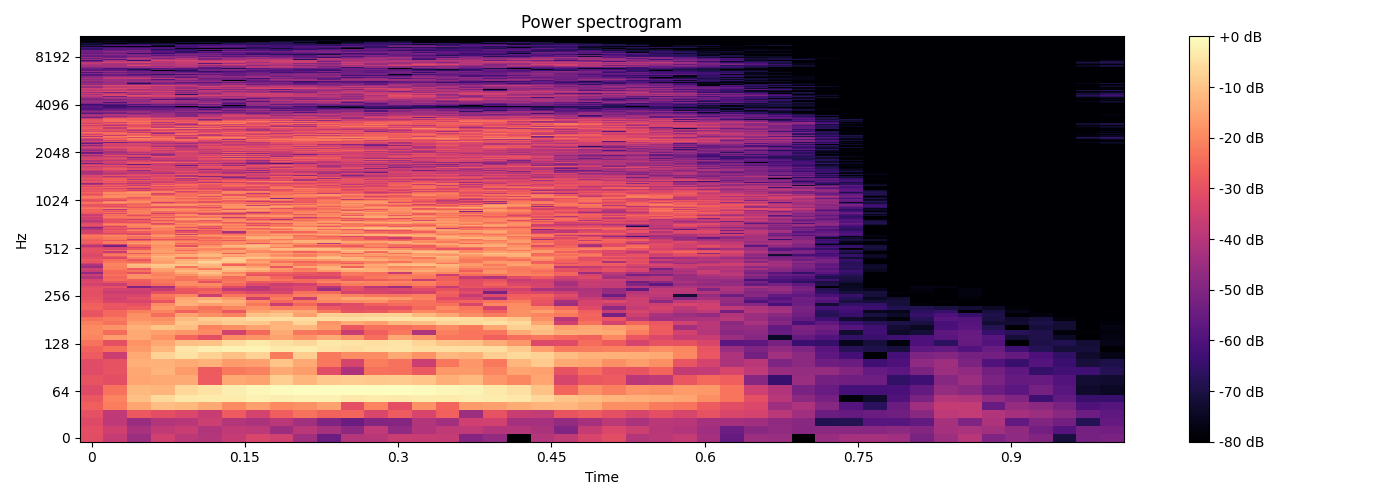 Power spectrogram
8192
4096
2048
1024
512
256
128
64
0
Hz
0 0.15 0.3 0.45 0.6 0.75 0.9
Time
+0 dB
-10 dB
-20 dB
-30 dB
-40 dB
-50 dB
-60 dB
-70 dB
-80 dB